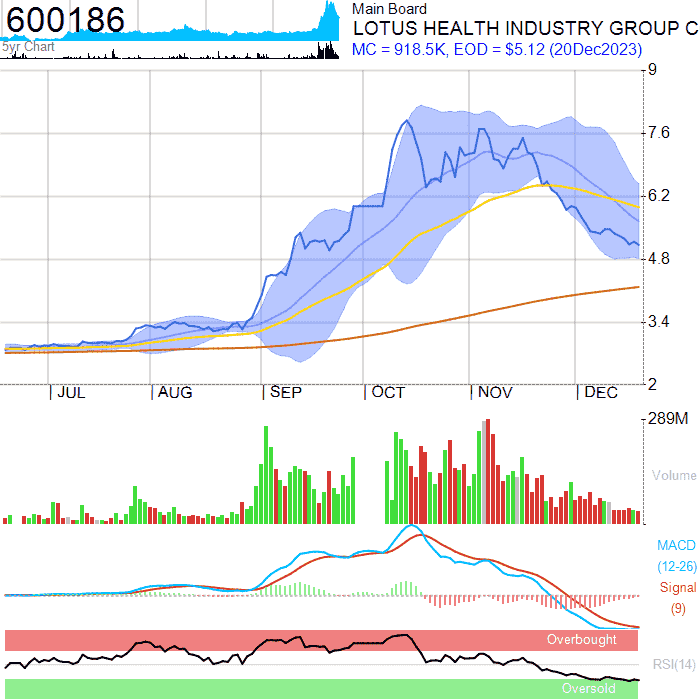 600186
5yr Chart
Main Board
LOTUS HEALTH INDUSTRY GROUP C
MC = 918.5K, EOD = $5.12 (20Dec2023)
9
7.6
6.2
4.8
3.4
2
JUL
AUG
SEP
OCT
NOV
DEC
289M
Volume
MACD
(12-26)
Signal
(9)
Overbought
RSI(14)
Oversold